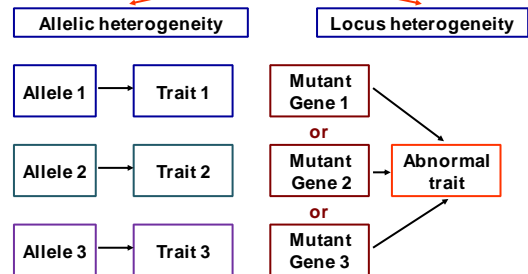 Allelic heterogeneity
Locus heterogeneity
Allele 1
Trait 1
Allele 2
Trait 2
Allele 3
Trait 3
Mutant
Gene 1
or
Mutant
Gene 2
or
Mutant
Gene 3
Abnormal
trait